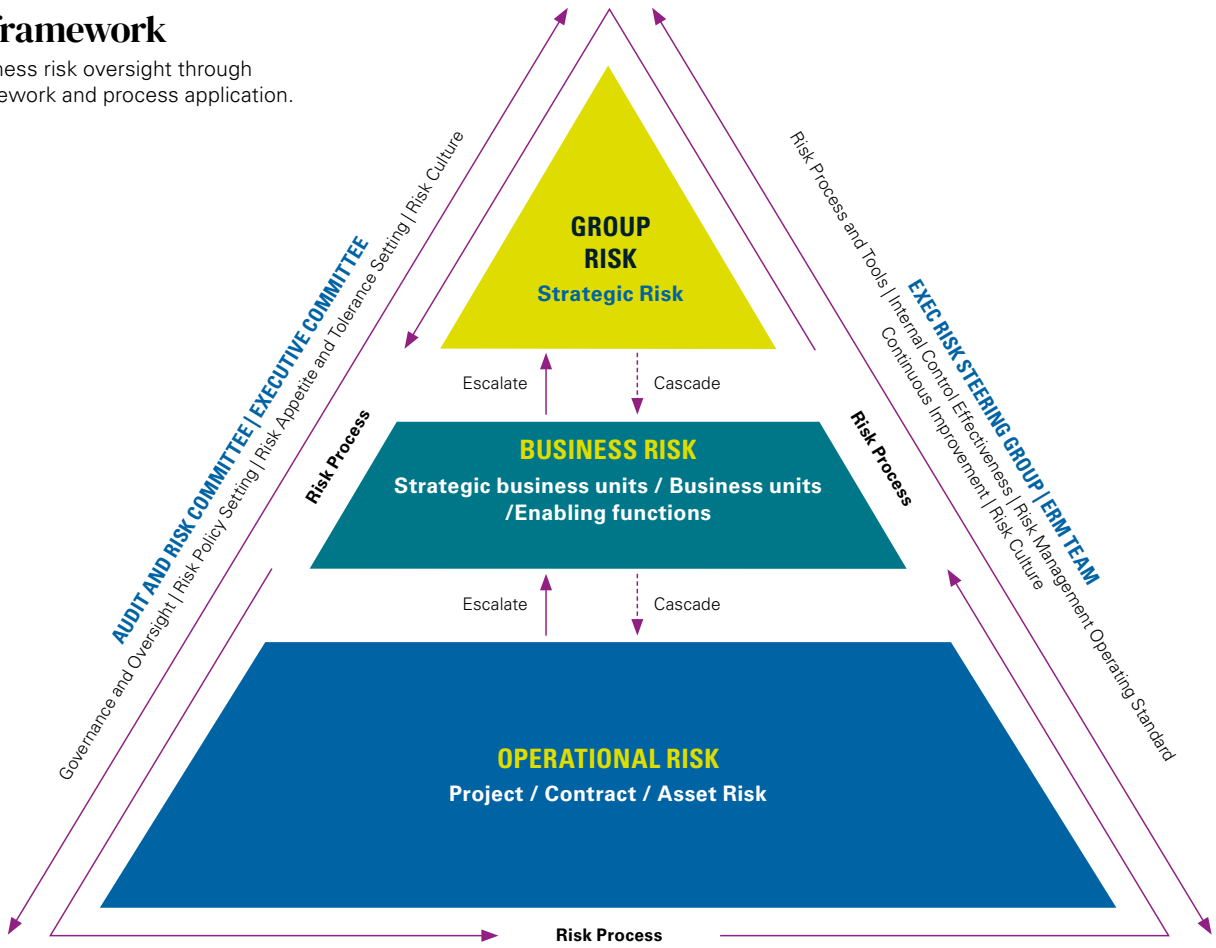 framework
ness risk oversight through
ework and process application.
AUDIT AND RISK COMMITTEE | EXECUTIVE COMMITTEE
Governance and Oversight | Risk Policy Setting | Risk Appetite and Tolerance Setting | Risk Culture
Risk Process and Tools | Internal Control Effectiveness | Risk Management Operating Standard
Continuous Improvement | Risk Culture
EXEC RISK STEERING GROUP | ERM TEAM
GROUP
RISK
Strategic Risk
Escalate
Cascade
Risk Process
Risk Process
BUSINESS RISK
Strategic business units / Business units
/Enabling functions
Escalate
Cascade
OPERATIONAL RISK
Project / Contract / Asset Risk
Risk Process